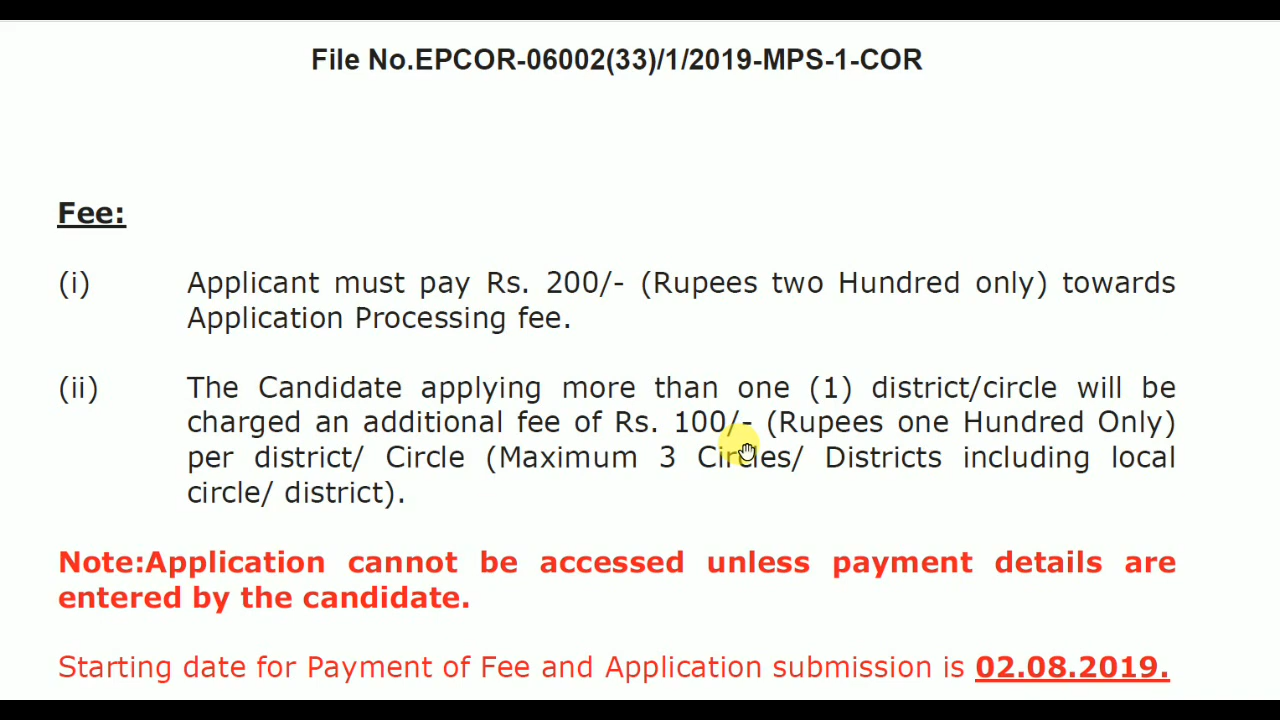 File No.EPCOR-06002(33)/1/2019-MPS-1-COR
Fee:
(i) Applicant must pay Rs. 200/- (Rupees two Hundred only) towards
Application Processing fee.
(ii) The Candidate applying more than one (1) district/circle will be
charged an additional fee of Rs. 100/- (Rupees one Hundred Only)
per district/ Circle (Maximum 3 Circles/ Districts including local
circle/ district).
Note:Application cannot be accessed unless payment details are
entered by the candidate.
Starting date for Payment of Fee and Application submission is 02.08.2019.